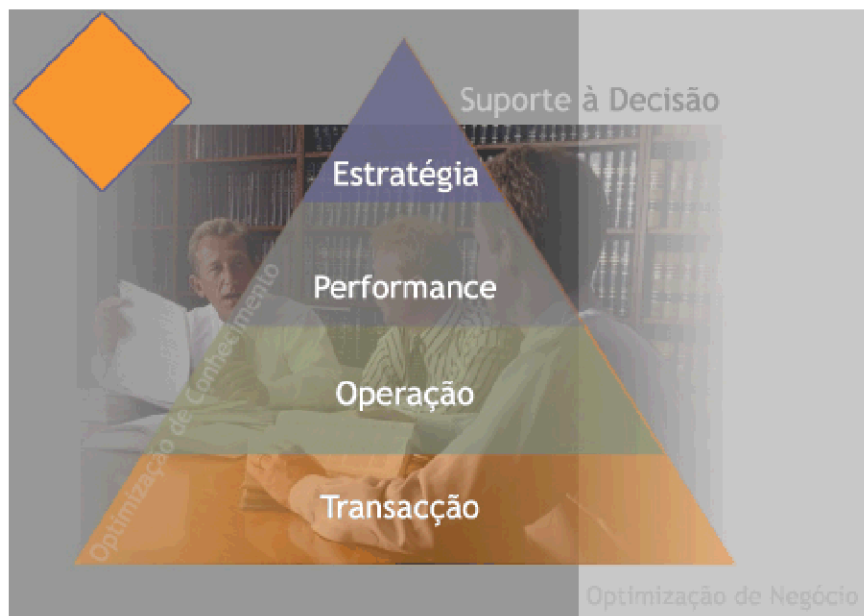 Suporte à Decisão
Estratégia
Performance
Optimização de Conhecimento
Operação
Transacção
Optimização de Negócio